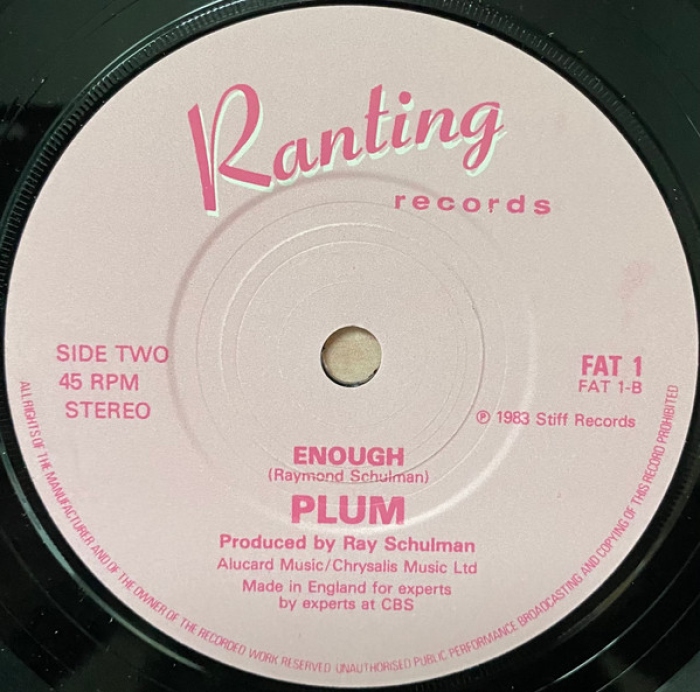 Ranting
records
SIDE TWO
45 RPM
STEREO
FAT 1
FAT 1-B
℗ 1983 Stiff Records
ENOUGH
(Raymond Schulman)
PLUM
Produced by Ray Schulman
Alucard Music/Chrysalis Music Ltd
Made in England for experts
by experts at CBS
ALL RIGHTS OF THE MANUFACTURER AND OF THE OWNER OF THE RECORDED WORK RESERVED UNAUTHORISED PUBLIC PERFORMANCE BROADCASTING AND COPYING OF THIS RECORD PROHIBITED